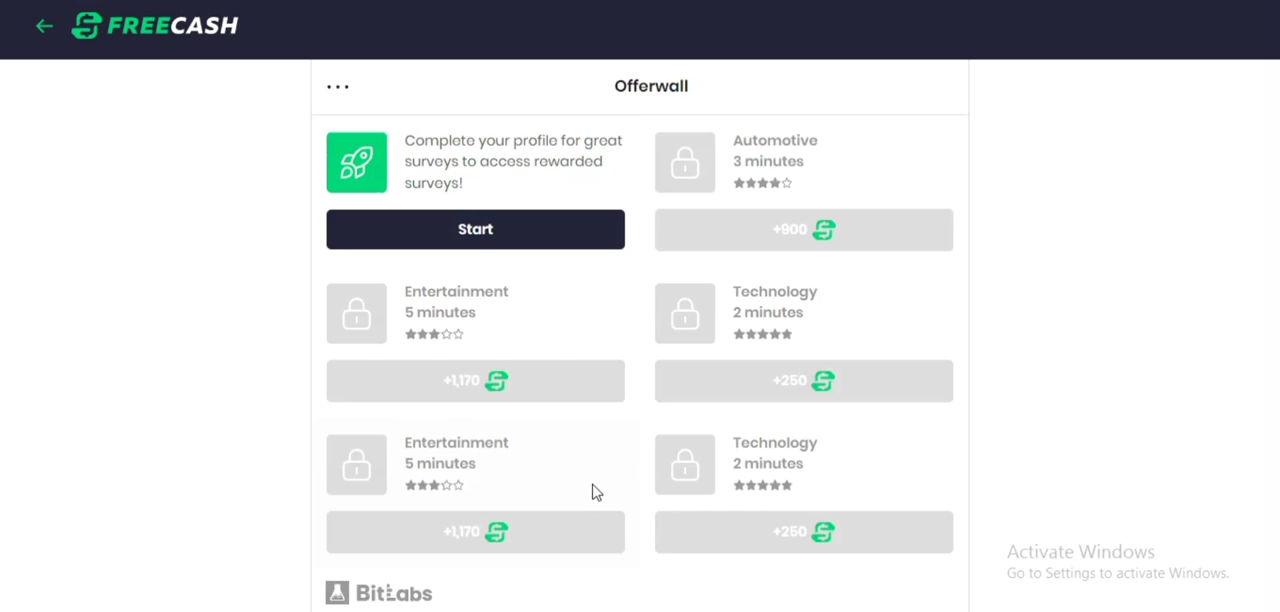 FREECASH
Offerwall
Complete your profile for great
surveys to access rewarded
surveys!
Start
Automotive
3 minutes
+900
Entertainment
5 minutes
+1,170
Technology
2 minutes
+250
Entertainment
5 minutes
+1,170
Technology
2 minutes
+250
BitLabs
Activate Windows
Go to Settings to activate Windows.